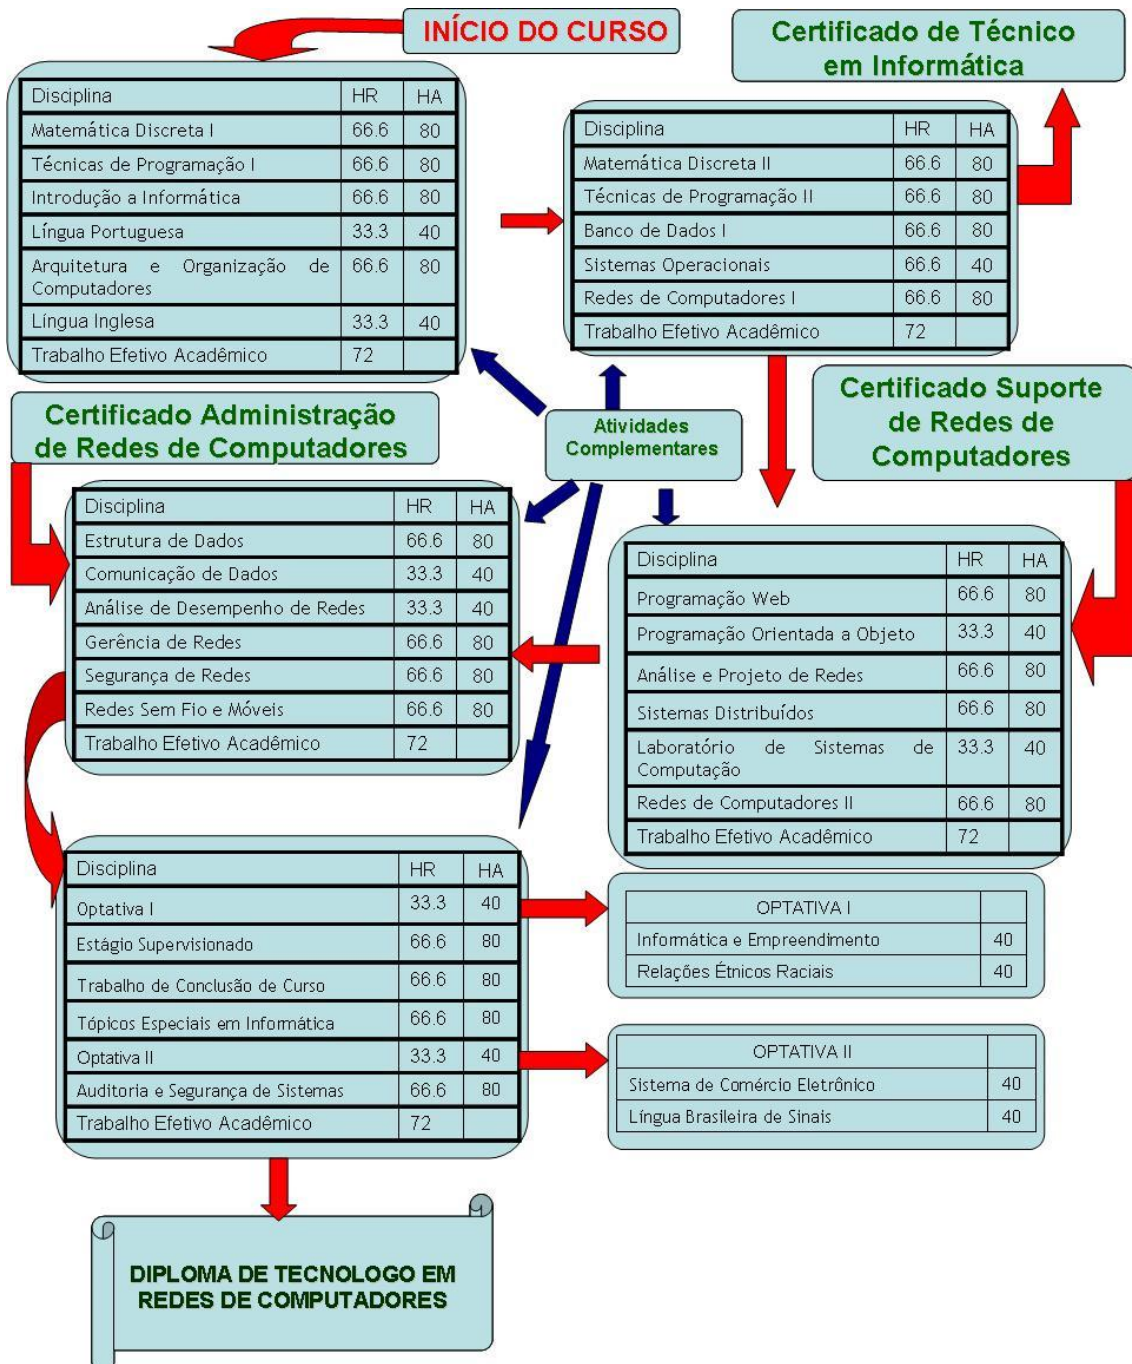 INÍCIO DO CURSO
Certificado de Técnico
em Informática
Disciplina HR HA
Matemática Discreta I 66.6 80
Técnicas de Programação I 66.6 80
Introdução a Informática 66.6 80
Língua Portuguesa 33.3 40
Arquitetura e Organização de 66.6 80
Computadores
Língua Inglesa 33.3 40
Trabalho Efetivo Acadêmico 72
Disciplina HR HA
Matemática Discreta II 66.6 80
Técnicas de Programação II 66.6 80
Banco de Dados I 66.6 80
Sistemas Operacionais 66.6 40
Redes de Computadores I 66.6 80
Trabalho Efetivo Acadêmico 72
Certificado Administração
de Redes de Computadores
Atividades
Complementares
Certificado Suporte
de Redes de
Computadores
Disciplina HR HA
Estrutura de Dados 66.6 80
Comunicação de Dados 33.3 40
Análise de Desempenho de Redes 33.3 40
Gerência de Redes 66.6 80
Segurança de Redes 66.6 80
Redes Sem Fio e Móveis 66.6 80
Trabalho Efetivo Acadêmico 72
Disciplina HR HA
Programação Web 66.6 80
Programação Orientada a Objeto 33.3 40
Análise e Projeto de Redes 66.6 80
Sistemas Distribuídos 66.6 80
Laboratório de Sistemas de 33.3 40
Computação
Redes de Computadores II 66.6 80
Trabalho Efetivo Acadêmico 72
Disciplina HR HA
Optativa I 33.3 40
Estágio Supervisionado 66.6 80
Trabalho de Conclusão de Curso 66.6 80
Tópicos Especiais em Informática 66.6 80
Optativa II 33.3 40
Auditoria e Segurança de Sistemas 66.6 80
Trabalho Efetivo Acadêmico 72
OPTATIVA I
Informática e Empreendimento 40
Relações Étnicos Raciais 40
OPTATIVA II
Sistema de Comércio Eletrônico 40
Língua Brasileira de Sinais 40
DIPLOMA DE TECNOLOGO EM
REDES DE COMPUTADORES